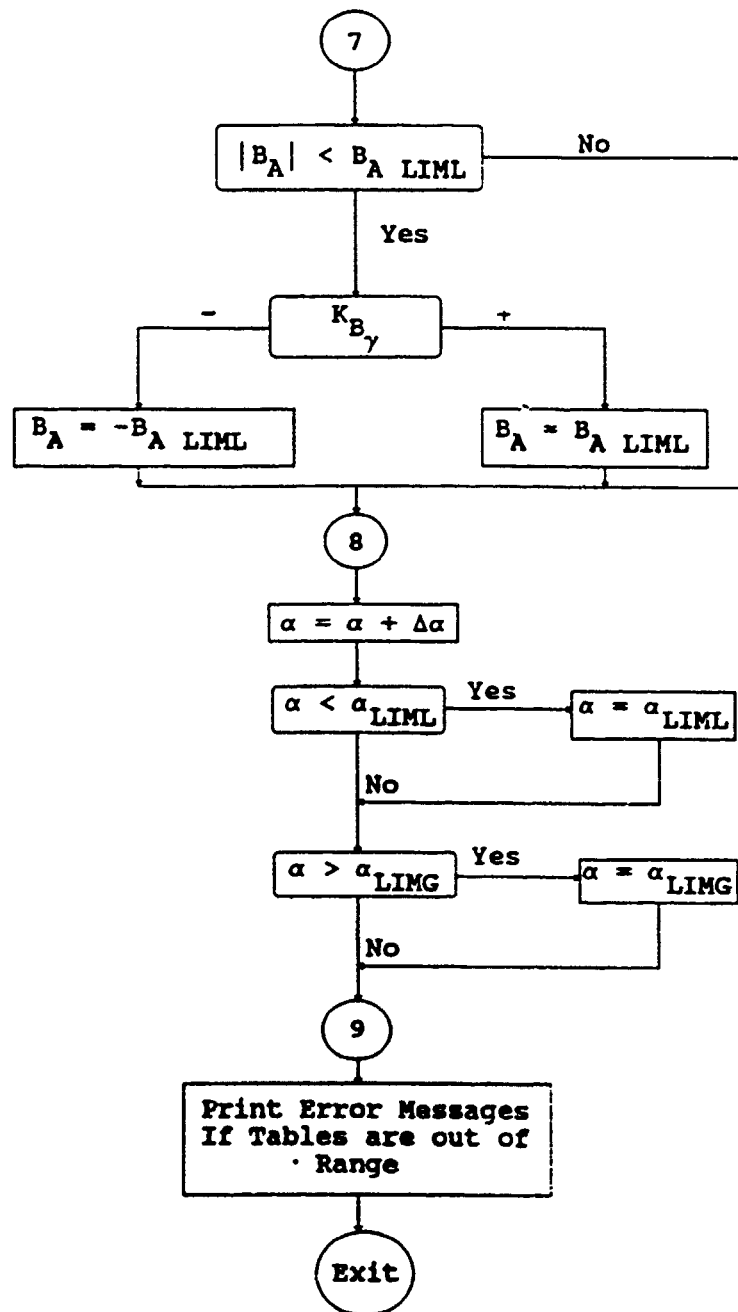 7
|B_A| < B_A LIML
No
Yes
-
K_B_γ
+
B_A = -B_A LIML
B_A = B_A LIML
8
α = α + Δα
α < α_LIML
Yes
α = α_LIML
No
α > α_LIMG
Yes
α = α_LIMG
No
9
Print Error Messages
If Tables are out of
Range
Exit